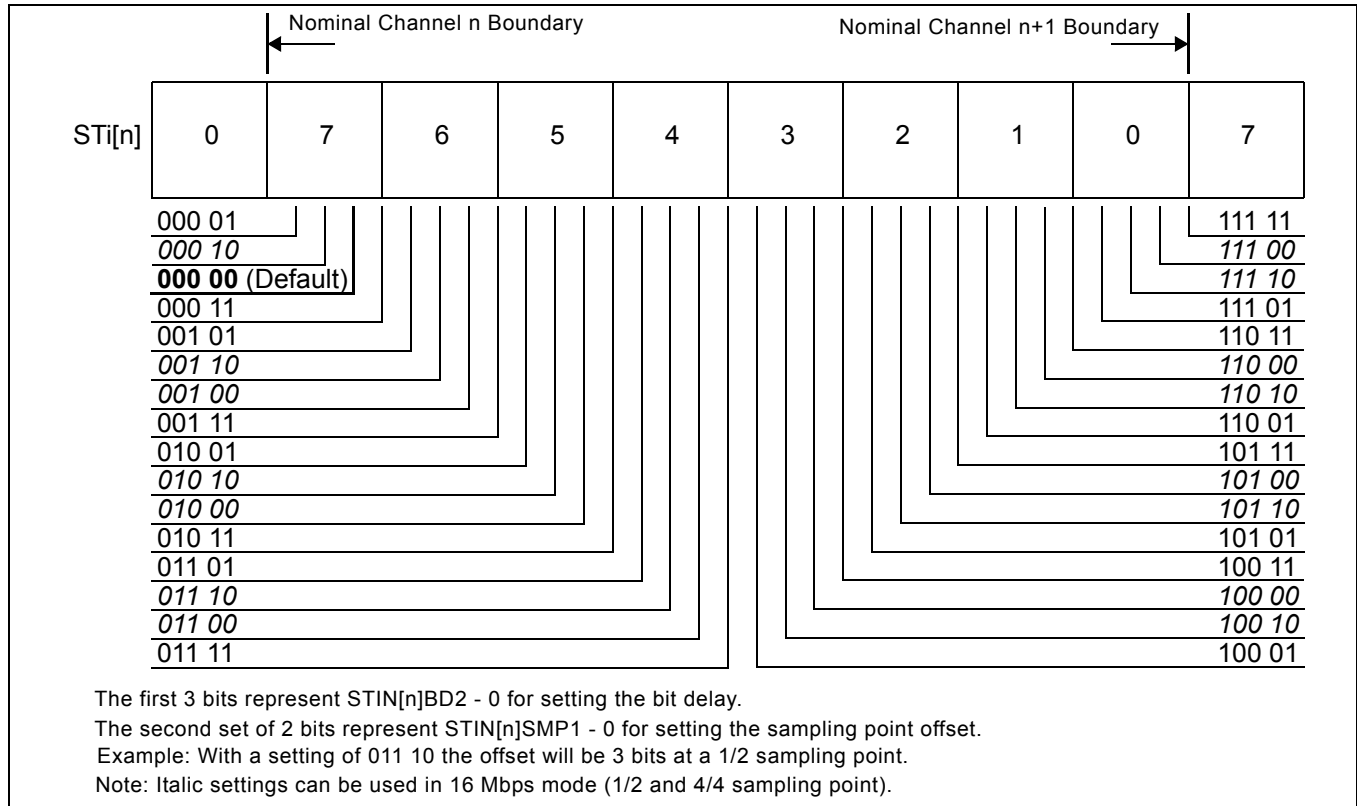 Nominal Channel n Boundary
Nominal Channel n+1 Boundary
STi[n] 0 7 6 5 4 3 2 1 0 7
000 01 111 11
000 10 111 00
000 00 (Default) 111 10
000 11 111 01
001 01 110 11
001 10 110 00
001 00 110 10
001 11 110 01
010 01 101 11
010 10 101 00
010 00 101 10
010 11 101 01
011 01 100 11
011 10 100 00
011 00 100 10
011 11 100 01
The first 3 bits represent STIN[n]BD2 - 0 for setting the bit delay.
The second set of 2 bits represent STIN[n]SMP1 - 0 for setting the sampling point offset.
Example: With a setting of 011 10 the offset will be 3 bits at a 1/2 sampling point.
Note: Italic settings can be used in 16 Mbps mode (1/2 and 4/4 sampling point).